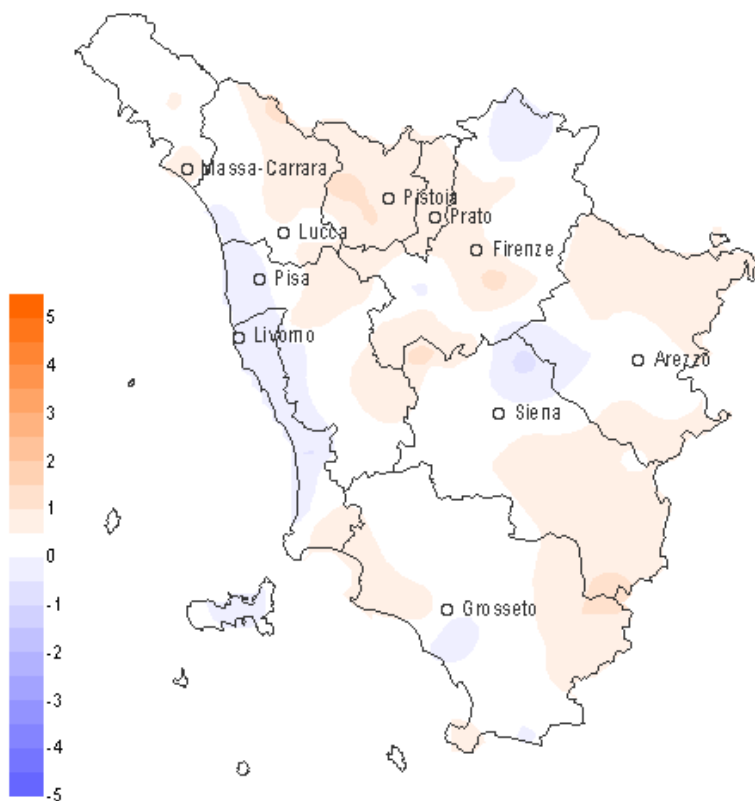 Massa-Carrara
Pistoia
Prato
Lucca
Firenze
Pisa
5
Livorno
4
Arezzo
3
2
Siena
1
0
-1
Grosseto
-2
-3
-4
-5